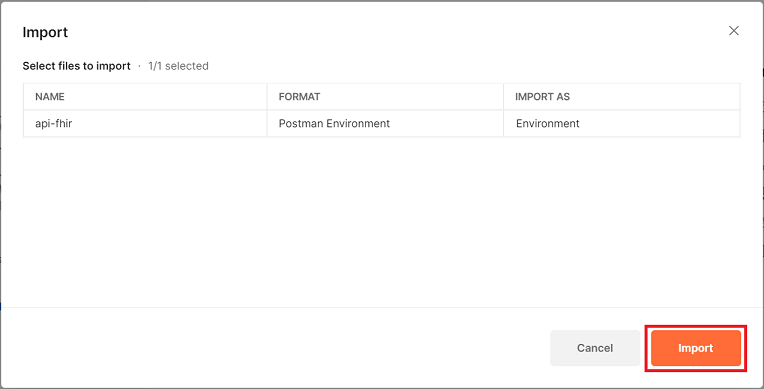 Import
Select files to import · 1/1 selected
NAME FORMAT IMPORT AS
api-fhir Postman Environment Environment
Cancel Import